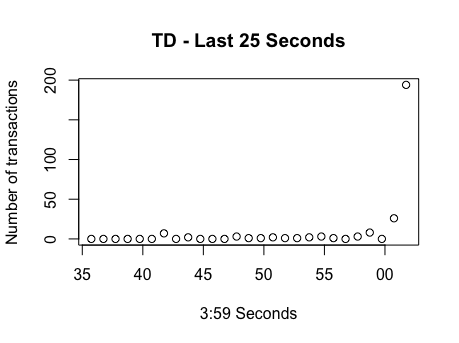 TD - Last 25 Seconds
Number of transactions
200
100
50
0
35 40 45 50 55 00
3:59 Seconds